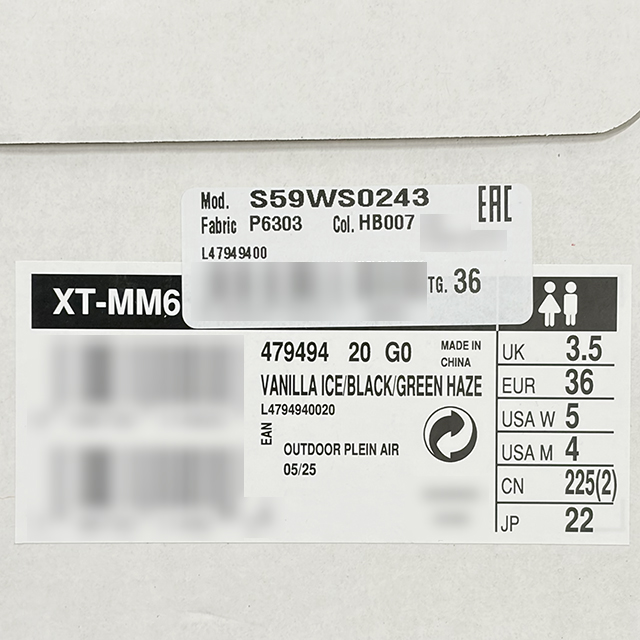 Mod. S59WS0243
EAC
Fabric P6303 Col. HB007
L47949400
TG. 36
XT-MM6
479494 20 G0
MADE IN CHINA
VANILLA ICE/BLACK/GREEN HAZE
L4794940020
EAN
OUTDOOR PLEIN AIR
05/25
UK 3.5
EUR 36
USA W 5
USA M 4
CN 225(2)
JP 22